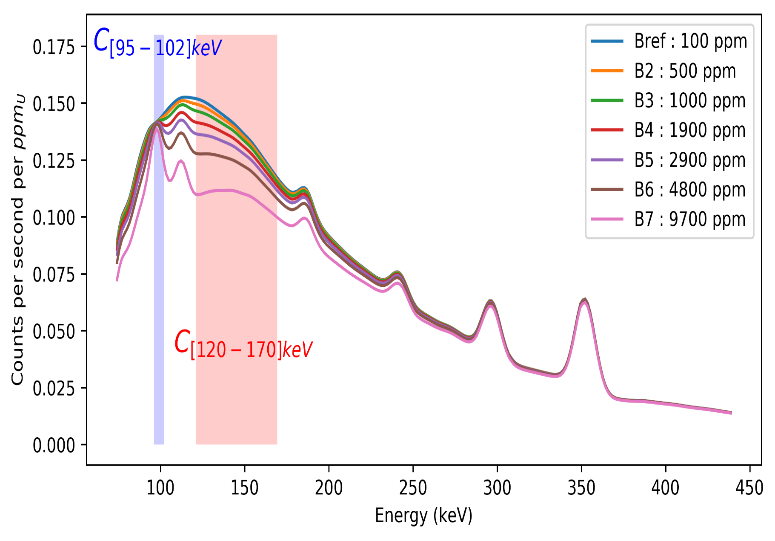 C[95−102]keV
C[120−170]keV
Counts per second per ppmU
0.175
0.150
0.125
0.100
0.075
0.050
0.025
0.000
100
150
200
250
300
350
400
450
Energy (keV)
Bref : 100 ppm
B2 : 500 ppm
B3 : 1000 ppm
B4 : 1900 ppm
B5 : 2900 ppm
B6 : 4800 ppm
B7 : 9700 ppm